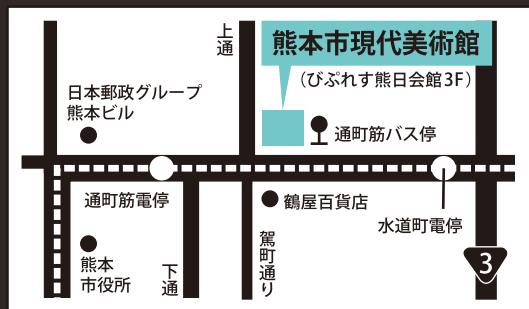 上通
熊本市現代美術館
（びぷれす熊日会館3F）
日本郵政グループ
熊本ビル
通町筋バス停
通町筋電停
鶴屋百貨店
水道町電停
熊本
市役所
下通
駕町通り
3